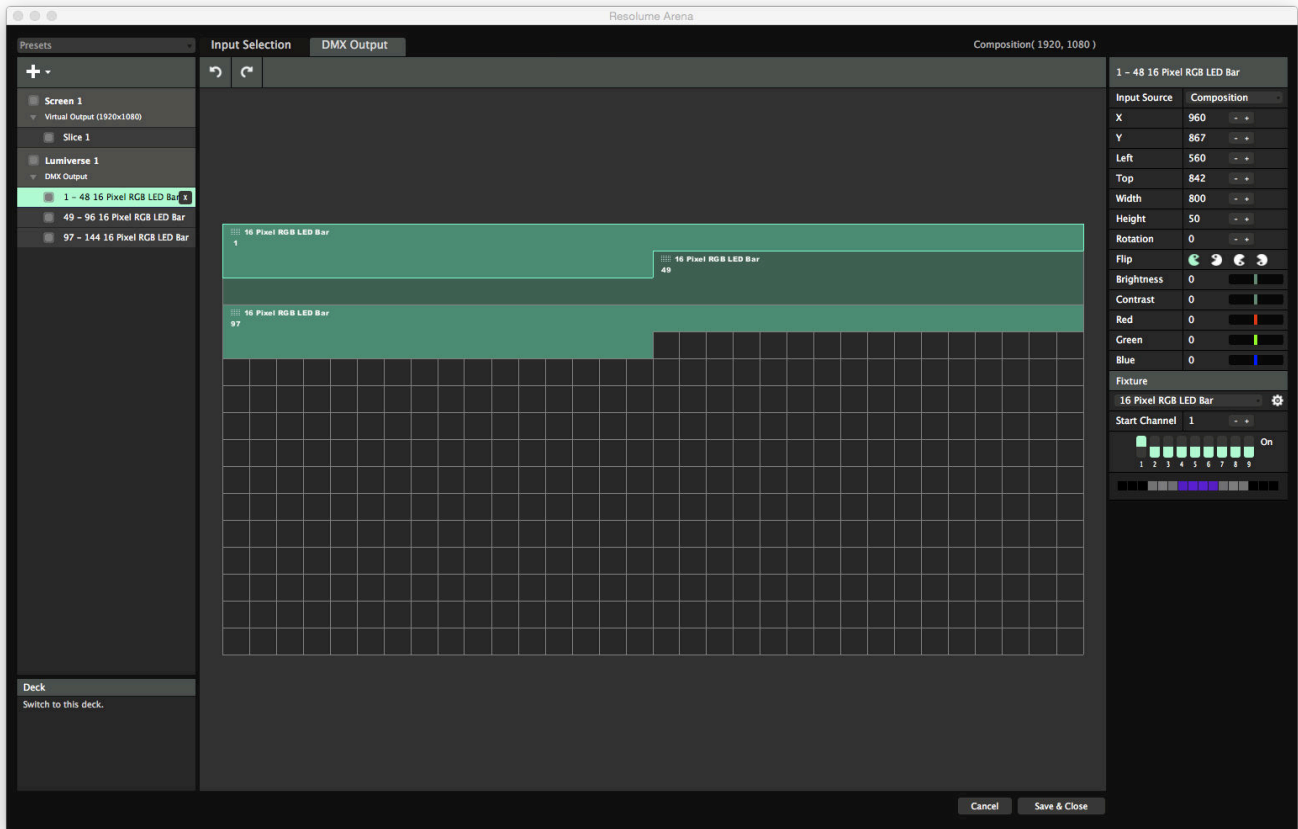 Resolume Arena
Presets
Input Selection
DMX Output
Composition( 1920, 1080 )
Screen 1
Virtual Output (1920x1080)
Slice 1
Lumiverse 1
DMX Output
1 - 48 16 Pixel RGB LED Bar x
49 - 96 16 Pixel RGB LED Bar
97 - 144 16 Pixel RGB LED Bar
Deck
Switch to this deck.
16 Pixel RGB LED Bar
1
16 Pixel RGB LED Bar
49
16 Pixel RGB LED Bar
97
1 - 48 16 Pixel RGB LED Bar
Input Source Composition
X 960 - +
Y 867 - +
Left 560 - +
Top 842 - +
Width 800 - +
Height 50 - +
Rotation 0 - +
Flip
Brightness 0
Contrast 0
Red 0
Green 0
Blue 0
Fixture
16 Pixel RGB LED Bar
Start Channel 1 - +
On
1 2 3 4 5 6 7 8 9
Cancel
Save & Close